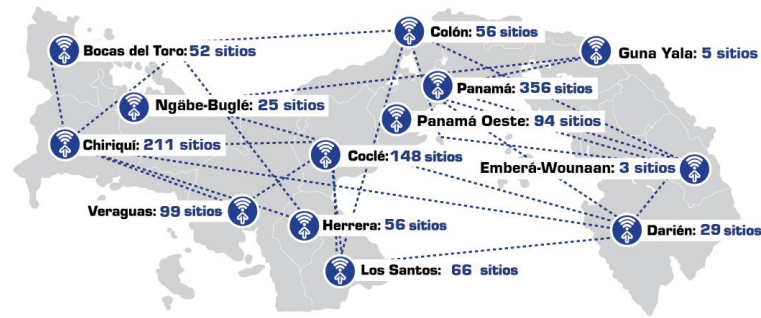 Colón: 56 sitios
Bocas del Toro: 52 sitios
Guna Yala: 5 sitios
Panamá: 356 sitios
Ngäbe-Buglé: 25 sitios
Panamá Oeste: 94 sitios
Chiriquí: 211 sitios
Coclé:148 sitios
Emberá-Wounaan: 3 sitios
Veraguas: 99 sitios
Herrera: 56 sitios
Darién: 29 sitios
Los Santos: 66 sitios